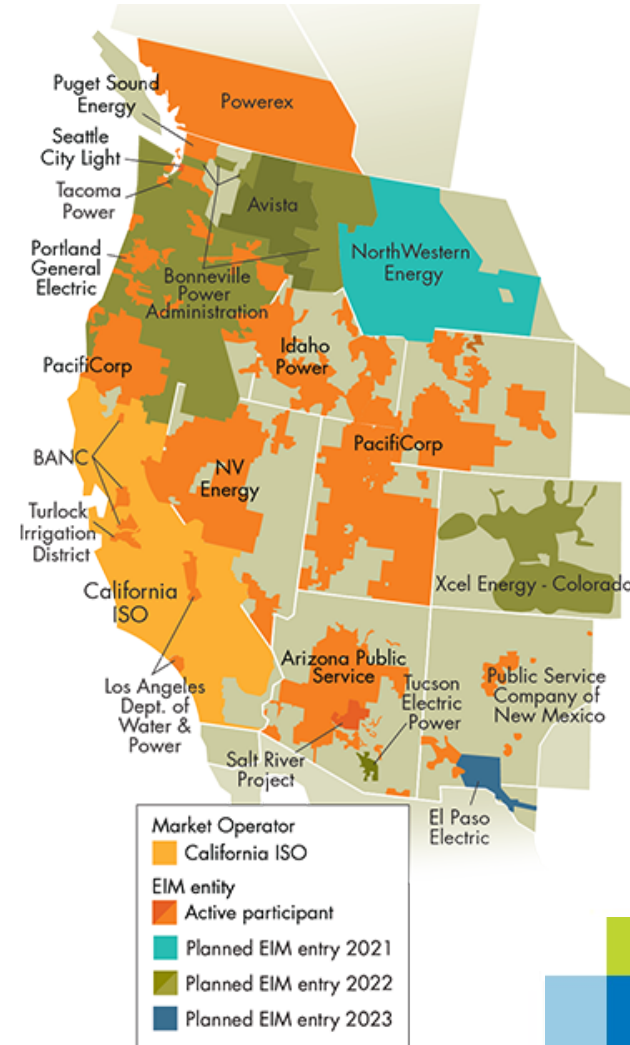 Puget Sound
Energy
Powerex
Seattle
City Light
Tacoma
Power
Avista
Portland
General
Electric
NorthWestern
Energy
Bonneville
Power
Administration
PacifiCorp
Idaho
Power
PacifiCorp
BANC
NV
Energy
Turlock
Irrigation
District
Xcel Energy - Colorado
California
ISO
Arizona Public
Service
Los Angeles
Dept. of
Water &
Power
Tucson
Electric
Power
Public Service
Company of
New Mexico
Salt River
Project
El Paso
Electric
Market Operator
California ISO
EIM entity
Active participant
Planned EIM entry 2021
Planned EIM entry 2022
Planned EIM entry 2023